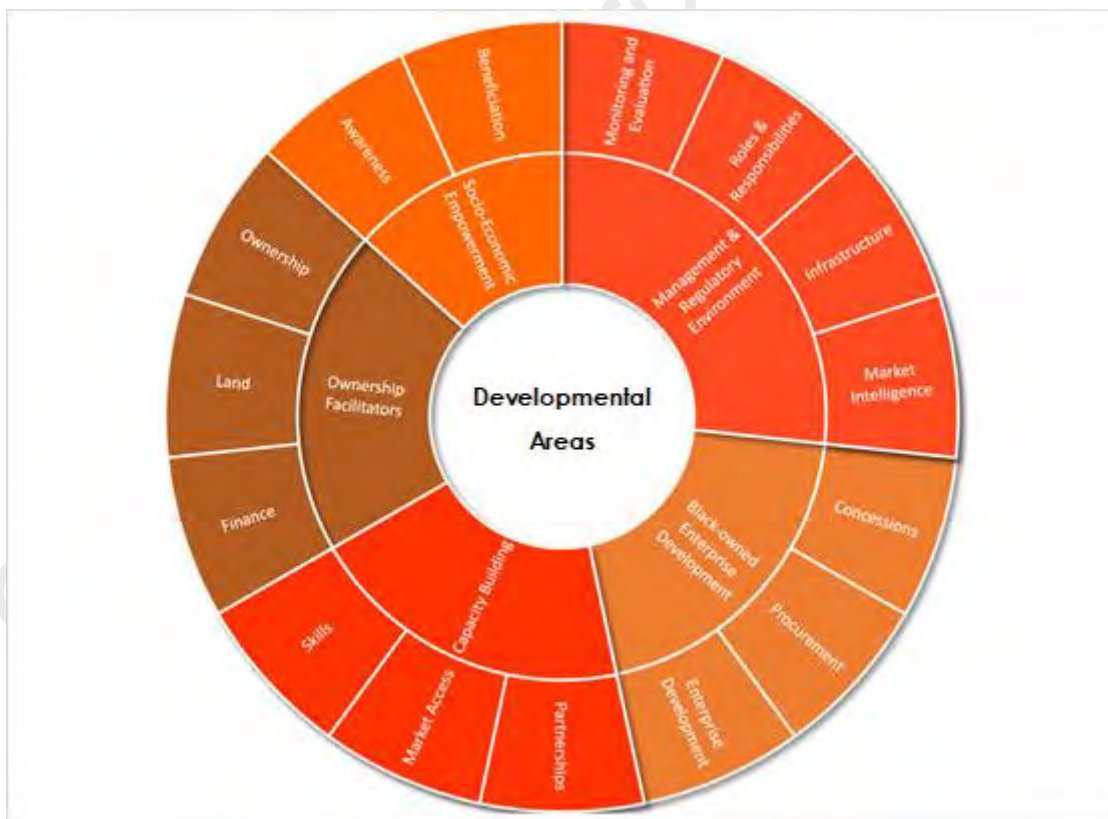 Developmental
Areas
Management &
Regulatory
Environment
Monitoring and
Evaluation
Roles &
Responsibilities
Infrastructure
Market
Intelligence
Black-owned
Enterprise
Development
Concessions
Procurement
Enterprise
Development
Capacity Building
Partnerships
Market Access
Skills
Ownership
Facilitators
Finance
Land
Ownership
Socio-Economic
Empowerment
Awareness
Beneficiation